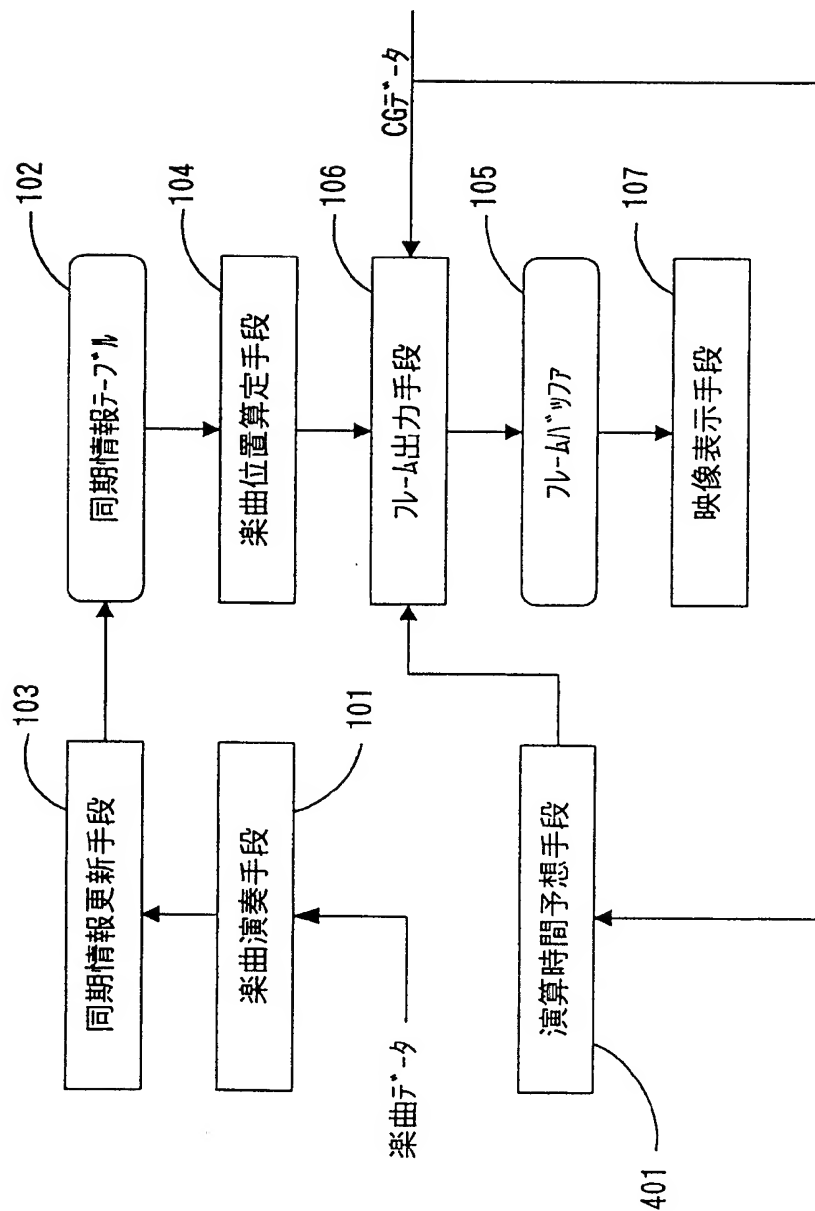 103
同期情報更新手段
102
同期情報ﾃｰﾌﾞﾙ
楽曲演奏手段
101
104
楽曲位置算定手段
楽曲ﾃﾞｰﾀ
106
ﾌﾚｰﾑ出力手段
CGﾃﾞｰﾀ
演算時間予想手段
401
105
ﾌﾚｰﾑﾊﾞｯﾌｧ
107
映像表示手段